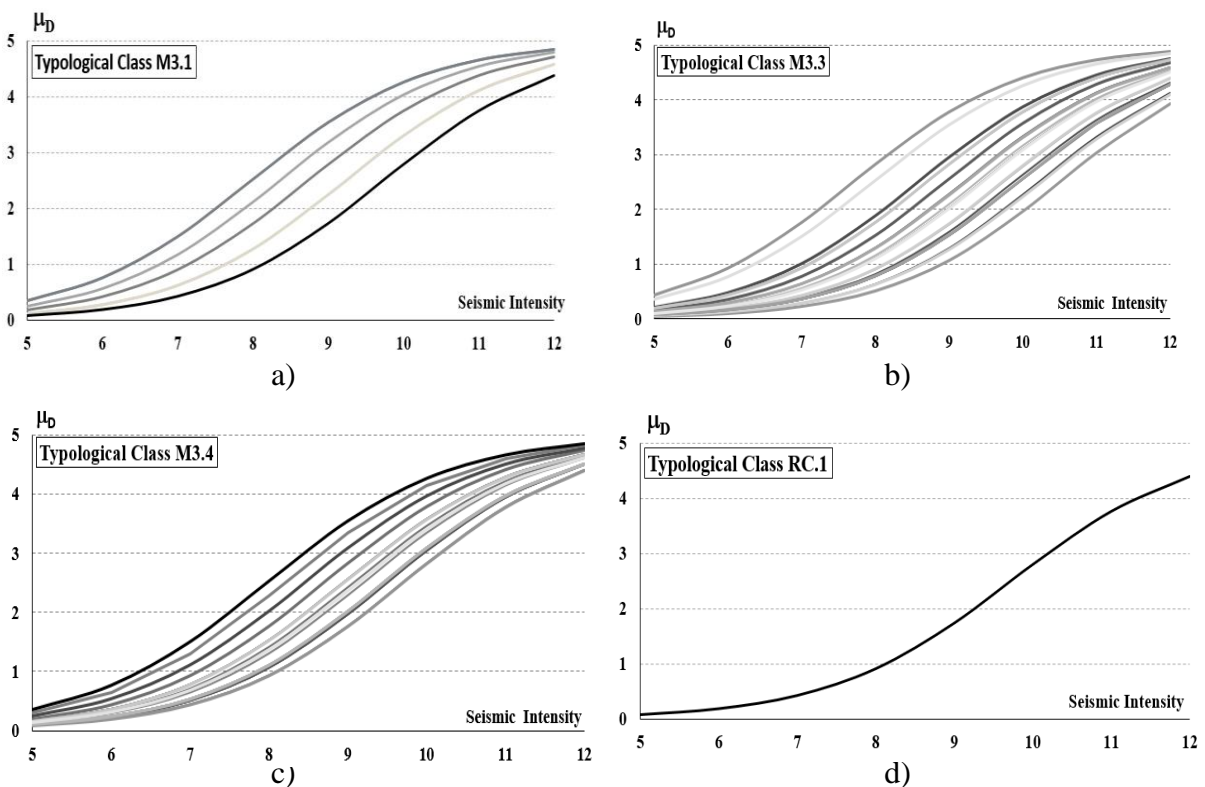 μD
5
Typological Class M3.1
4
3
2
1
Seismic Intensity
0
5 6 7 8 9 10 11 12
a)
μD
5
Typological Class M3.3
4
3
2
1
Seismic Intensity
0
5 6 7 8 9 10 11 12
b)
μD
5
Typological Class M3.4
4
3
2
1
Seismic Intensity
0
5 6 7 8 9 10 11 12
c)
μD
5
Typological Class RC.1
4
3
2
1
Seismic Intensity
0
5 6 7 8 9 10 11 12
d)